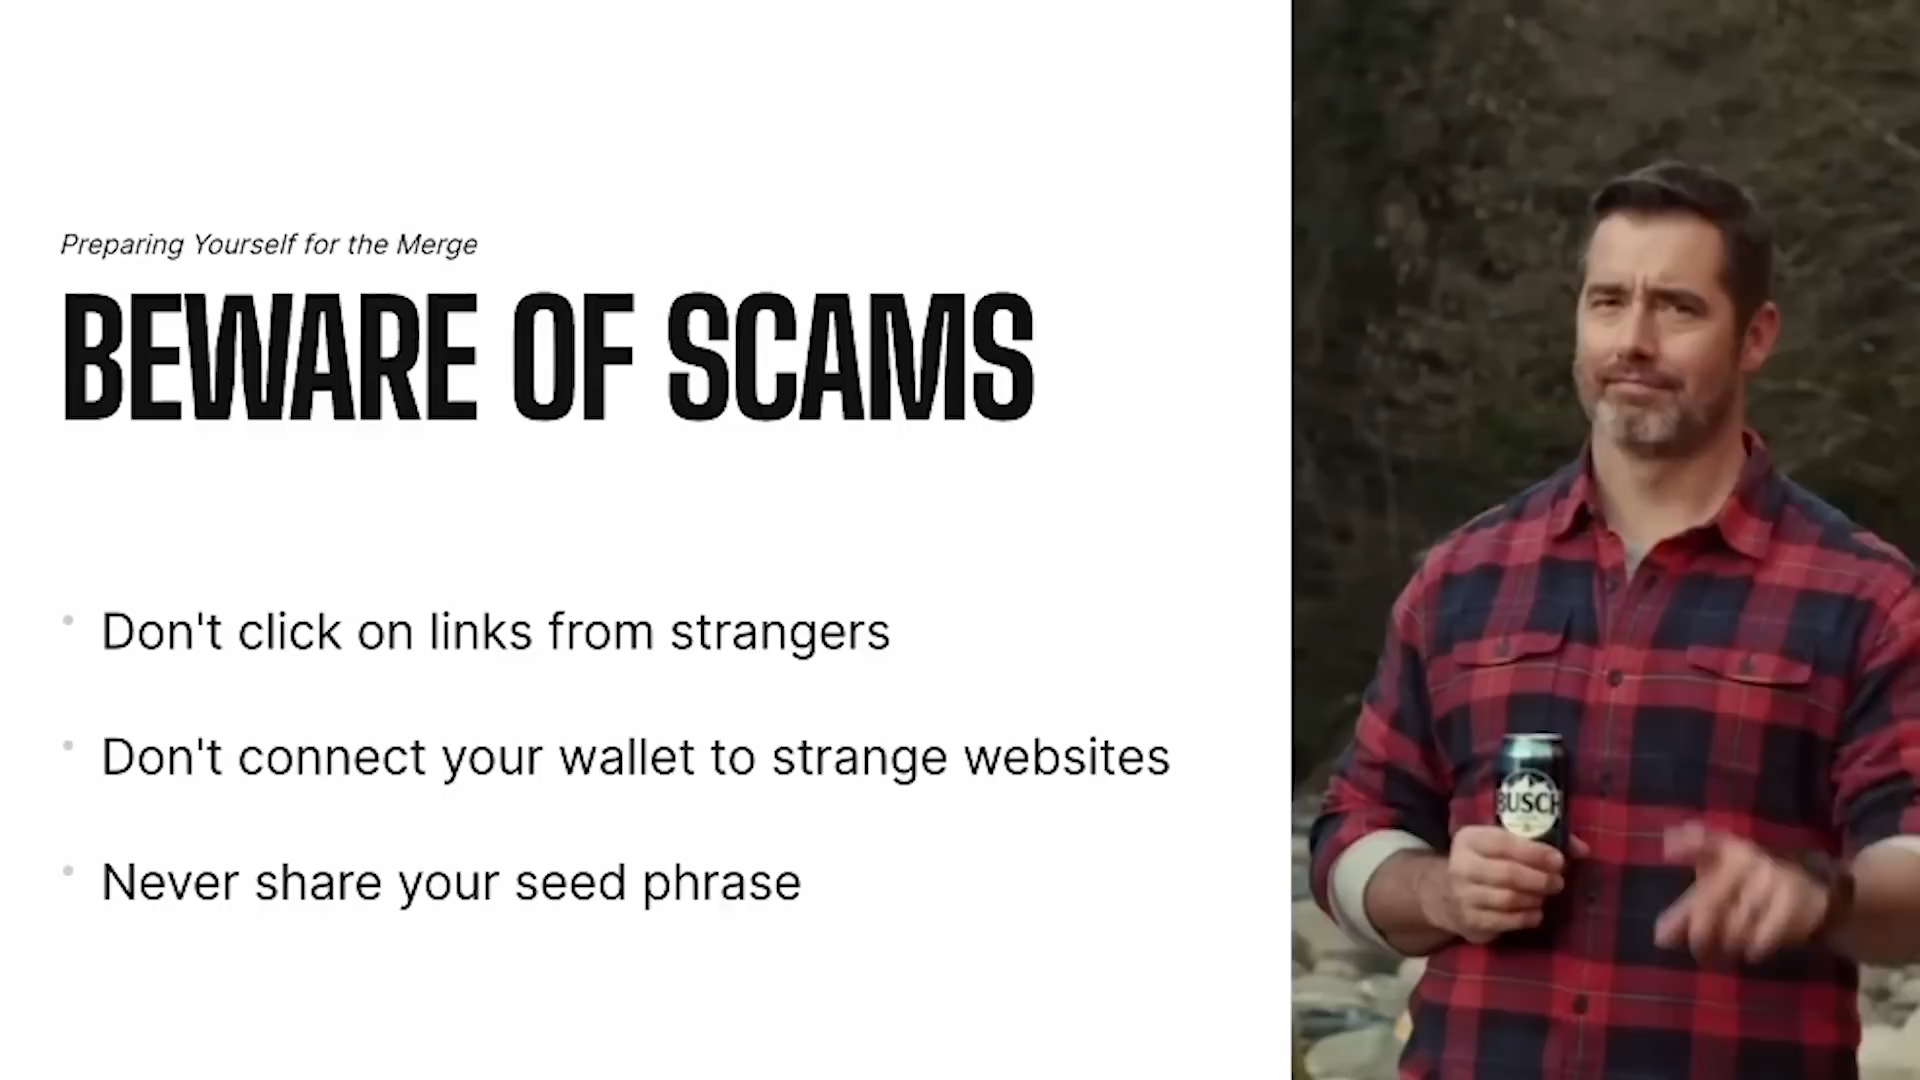 Preparing Yourself for the Merge
BEWARE OF SCAMS
Don't click on links from strangers
Don't connect your wallet to strange websites
Never share your seed phrase
BUSCH